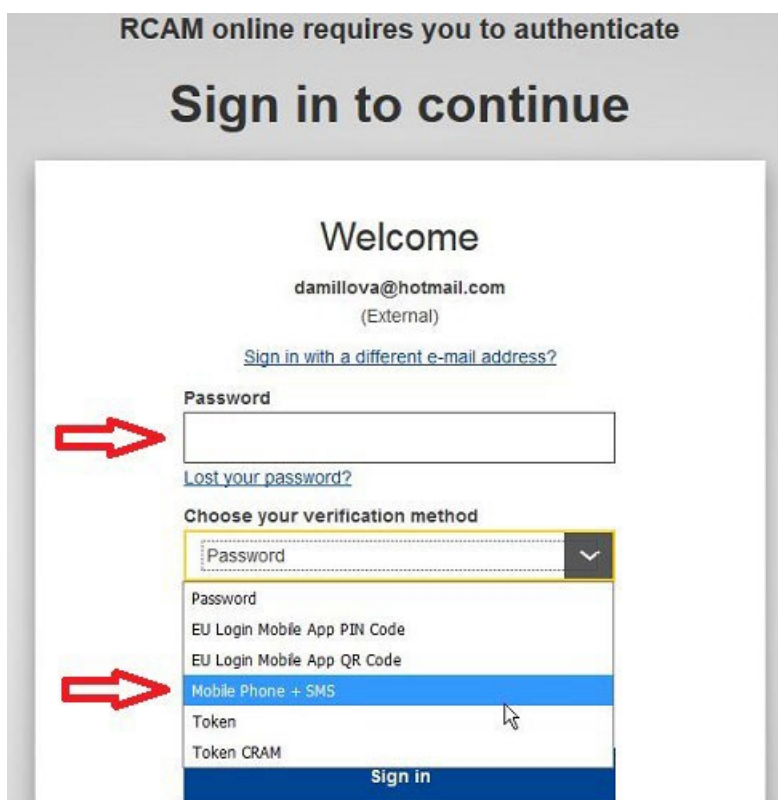 RCAM online requires you to authenticate
Sign in to continue
Welcome
damillova@hotmail.com
(External)
Sign in with a different e-mail address?
Password
Lost your password?
Choose your verification method
Password
Password
EU Login Mobile App PIN Code
EU Login Mobile App QR Code
Mobile Phone + SMS
Token
Token CRAM
Sign in